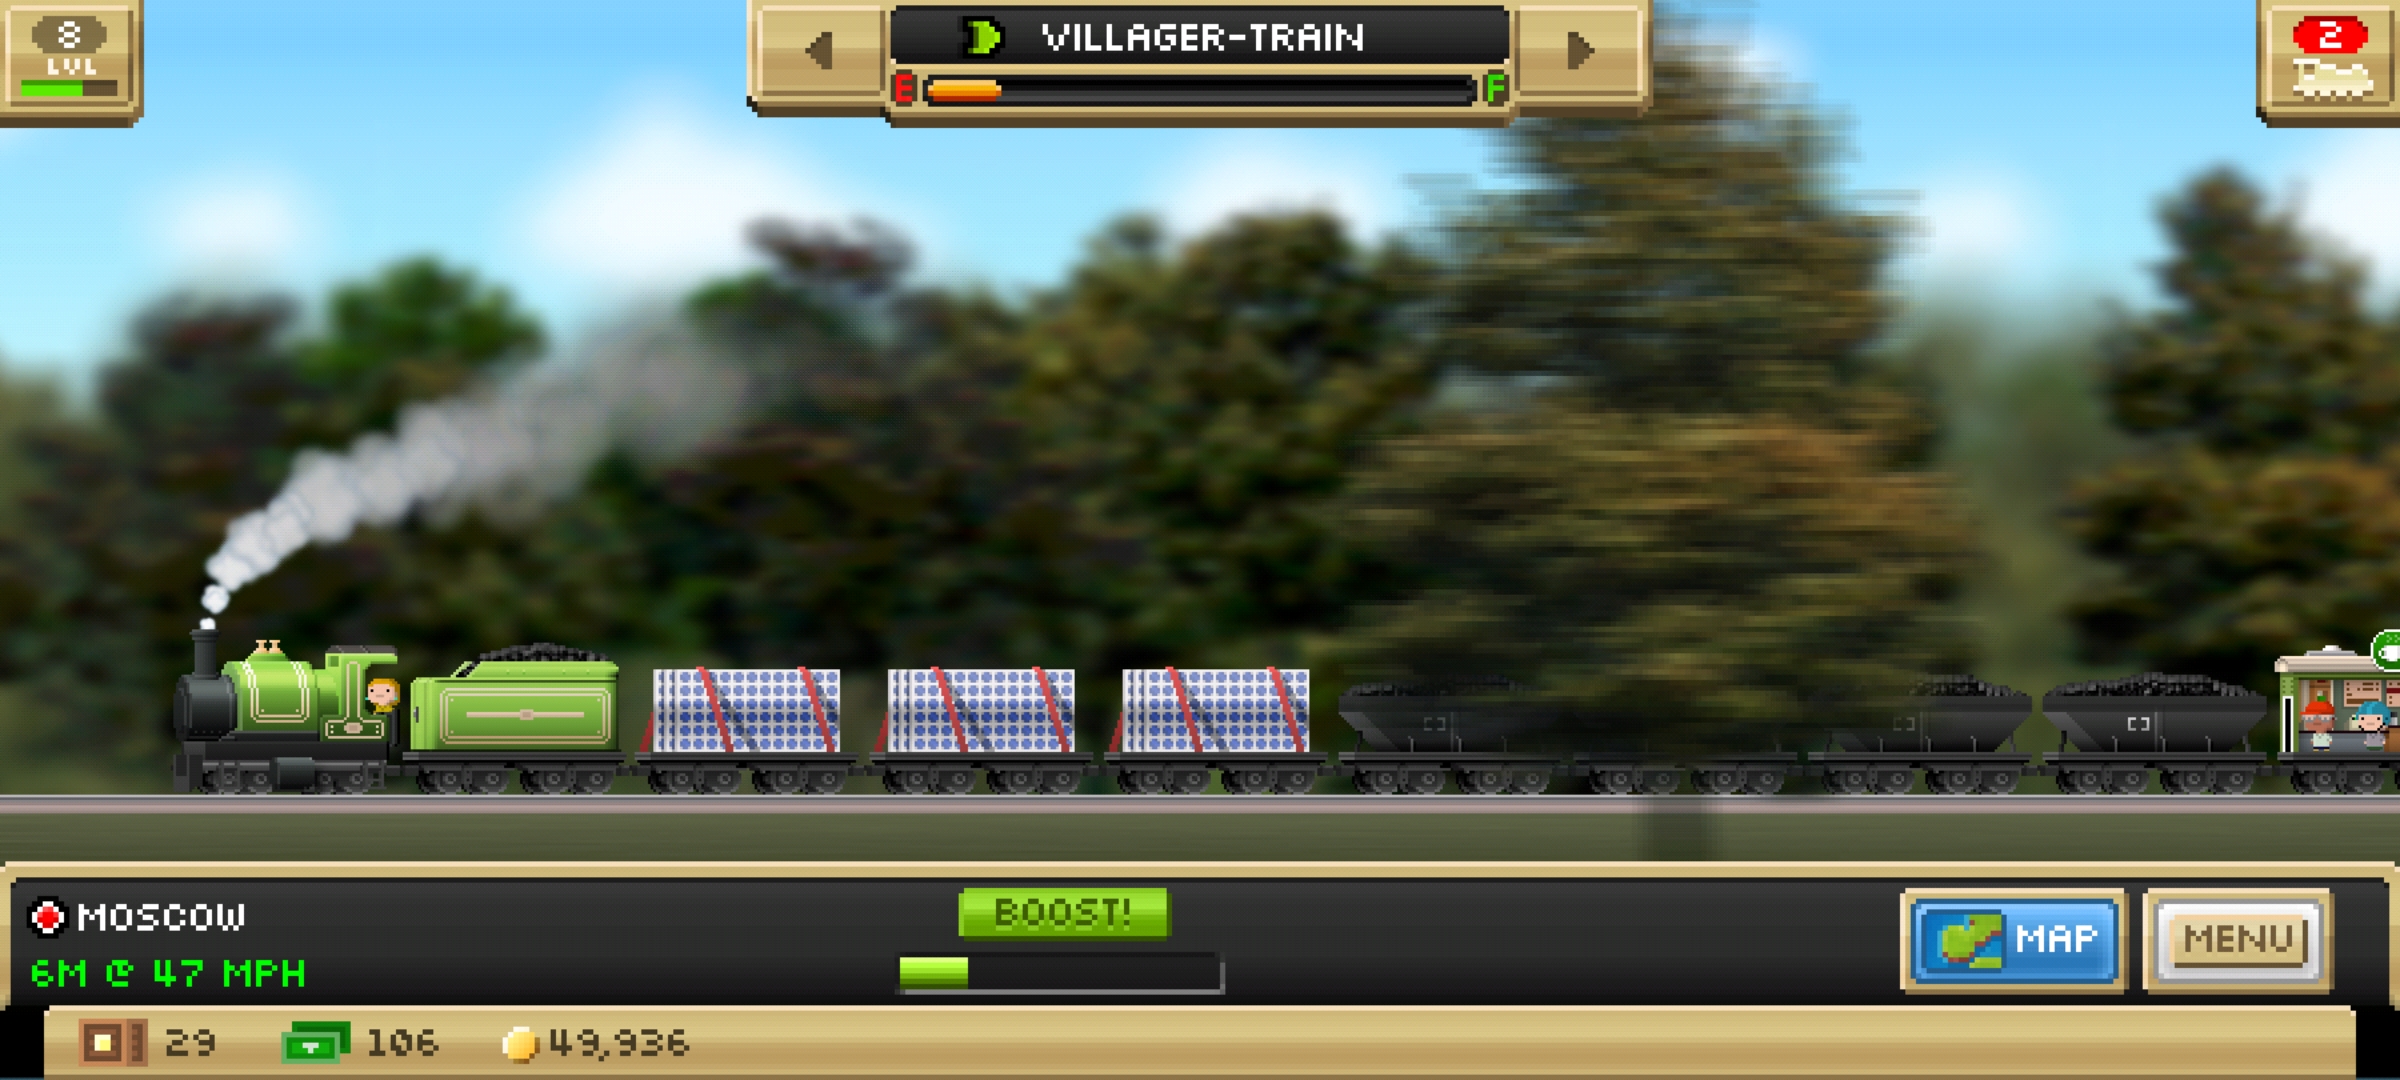 8
LVL
VILLAGER-TRAIN
E
F
2
MOSCOW
6M @ 47 MPH
BOOST!
MAP
MENU
29
106
49,936